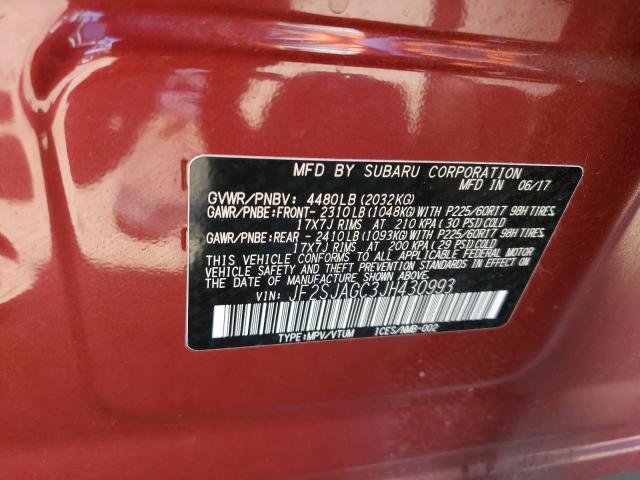 MFD BY SUBARU CORPORATION
MFD IN 06/17
GVWR/PNBV: 4480LB (2032KG)
GAWR/PNBE:FRONT- 2310LB (1048KG) WITH P225/60R17 98H TIRES,
17X7J RIMS AT 210 KPA ( 30 PSI) COLD
GAWR/PNBE:REAR - 2410LB (1093KG) WITH P225/60R17 98H TIRES,
17X7J RIMS AT 200 KPA (29 PSI) COLD
THIS VEHICLE CONFORMS TO ALL APPLICABLE FEDERAL MOTOR
VEHICLE SAFETY AND THEFT PREVENTION STANDARDS
IN EFFECT ON THE DATE OF MANUFACTURE SHOWN ABOVE.
VIN: JF2SJAGC3JH430993
TYPE:MPV/VTUM ICES/NMB-002